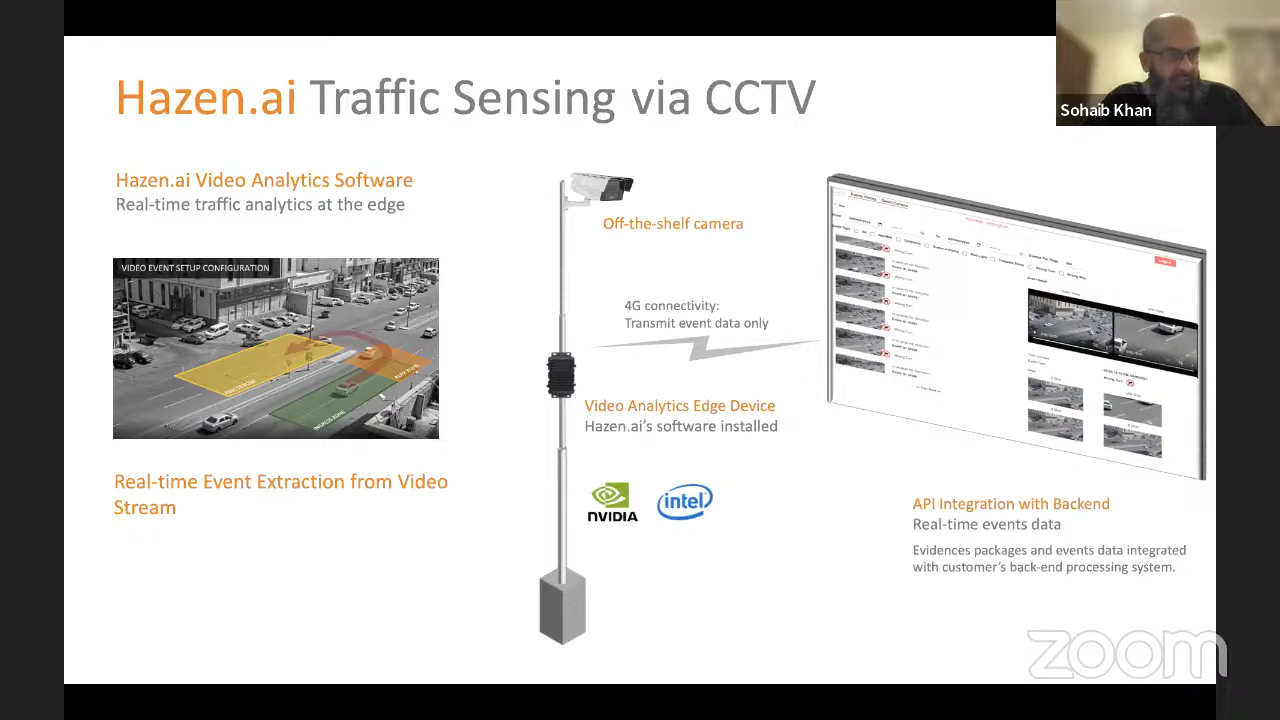 Hazen.ai Traffic Sensing via CCTV
Sohaib Khan
Hazen.ai Video Analytics Software
Real-time traffic analytics at the edge
VIDEO EVENT SETUP CONFIGURATION
Real-time Event Extraction from Video
Stream
Off-the-shelf camera
4G connectivity:
Transmit event data only
Video Analytics Edge Device
Hazen.ai's software installed
NVIDIA
intel
API Integration with Backend
Real-time events data
Evidences packages and events data integrated
with customer's back-end processing system.
zoom